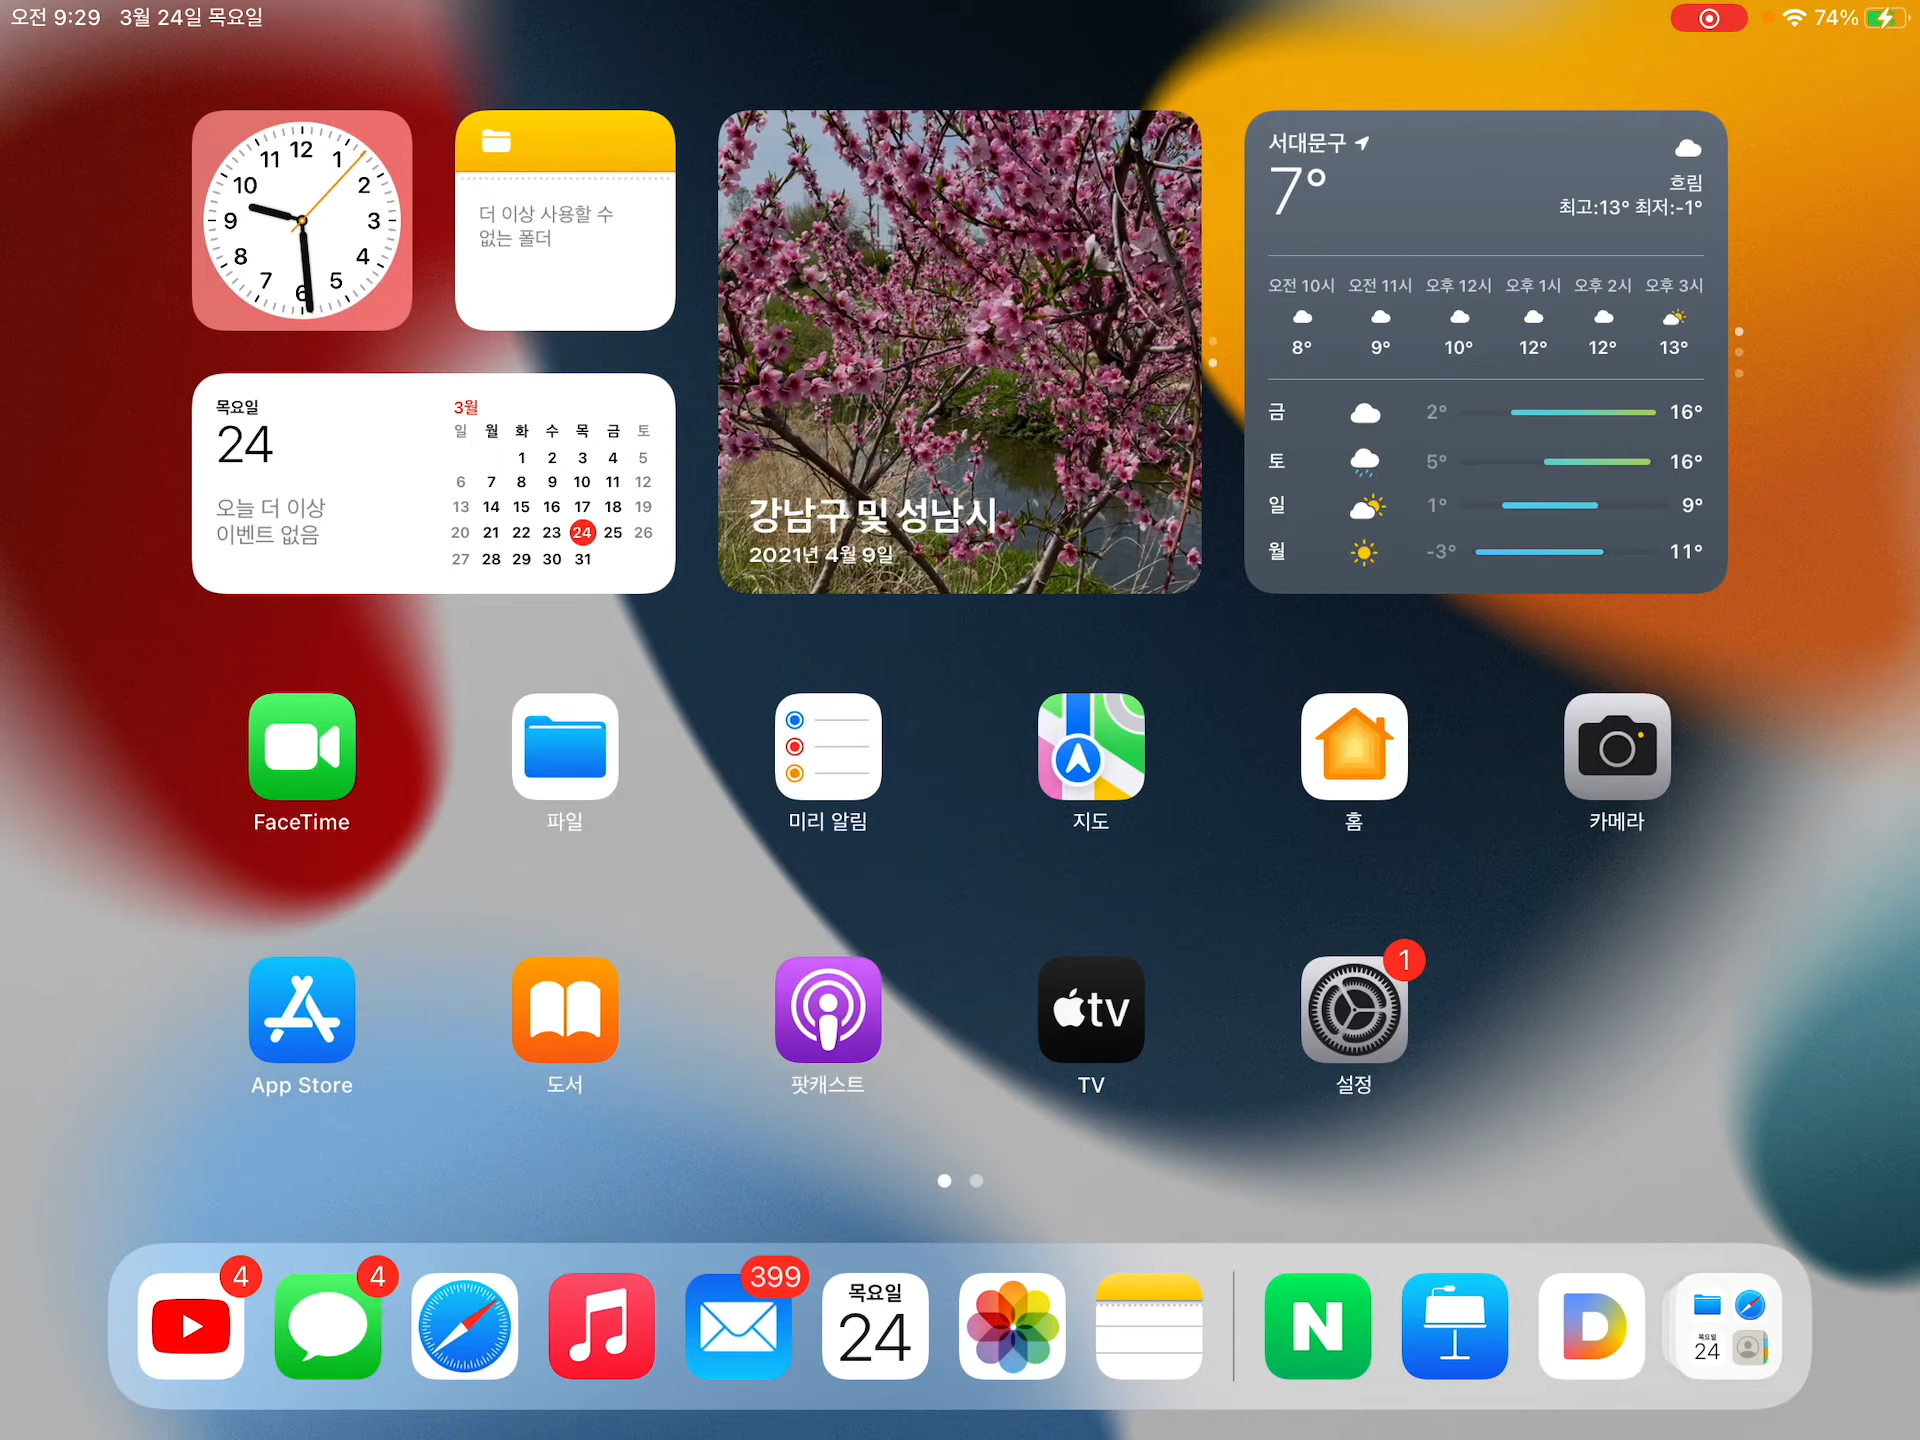 오전 9:29 3월 24일 목요일
74%
12
1
2
3
4
5
6
7
8
9
10
11
더 이상 사용할 수
없는 폴더
목요일
24
오늘 더 이상
이벤트 없음
3월
일 월 화 수 목 금 토
1 2 3 4 5
6 7 8 9 10 11 12
13 14 15 16 17 18 19
20 21 22 23 24 25 26
27 28 29 30 31
강남구 및 성남시
2021년 4월 9일
서대문구
7°
흐림
최고:13° 최저:-1°
오전 10시 오전 11시 오후 12시 오후 1시 오후 2시 오후 3시
8° 9° 10° 12° 12° 13°
금 2° 16°
토 5° 16°
일 1° 9°
월 -3° 11°
FaceTime 파일 미리 알림 지도 홈 카메라
1
tv
App Store 도서 팟캐스트 TV 설정
4
4
399
목요일
24
N
D
목요일
24